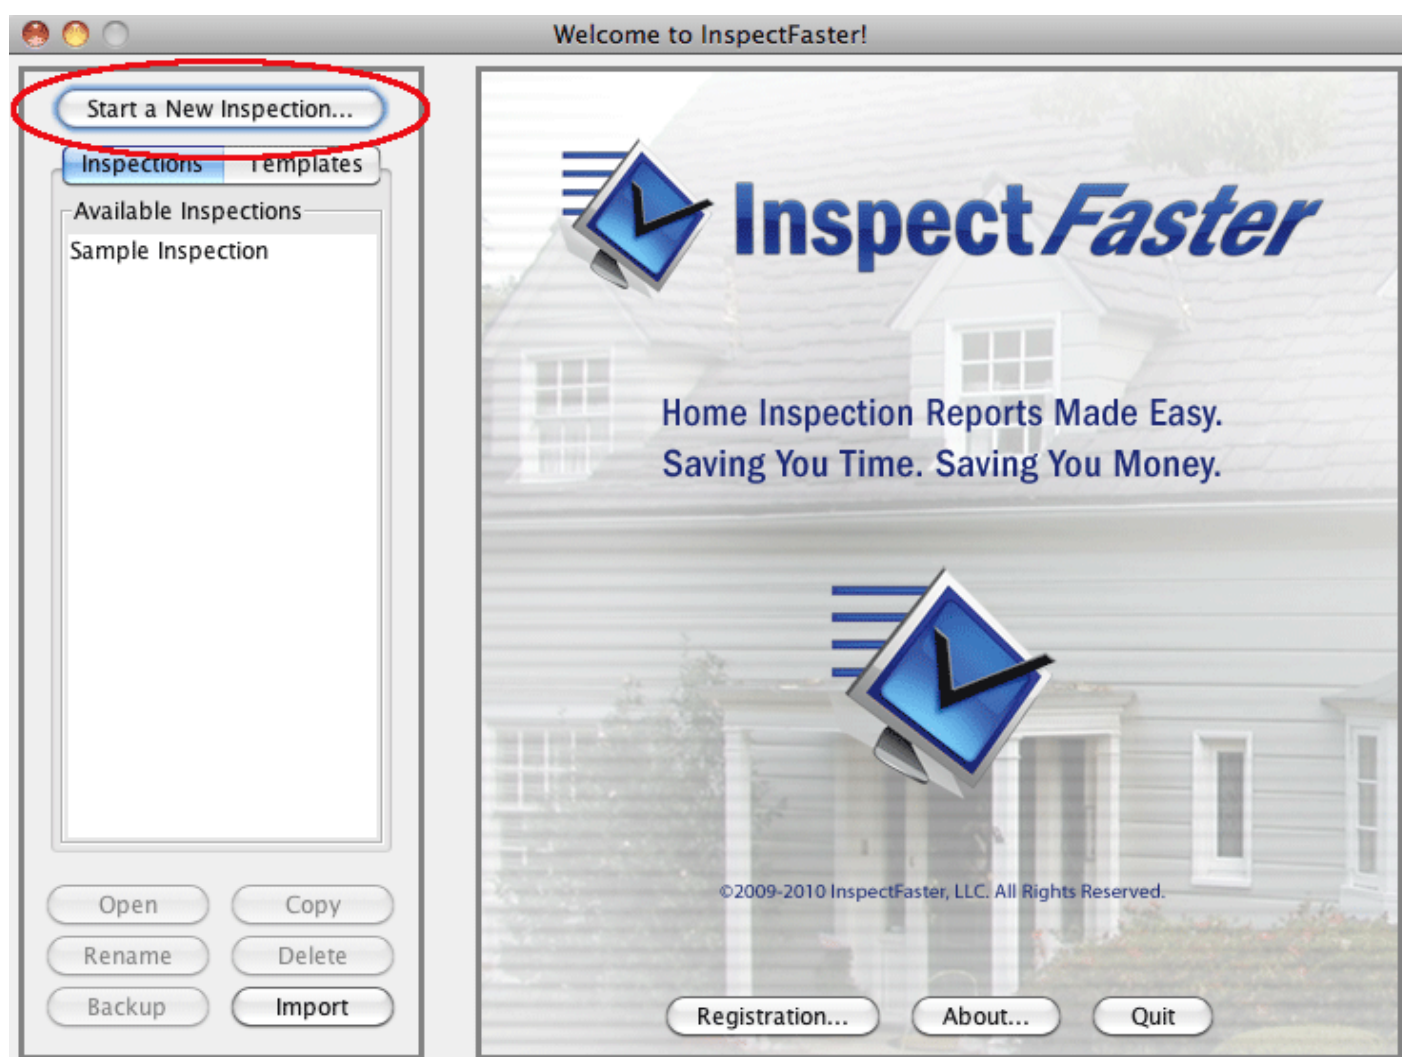 Welcome to InspectFaster!
Start a New Inspection...
Inspections Templates
Available Inspections
Sample Inspection
Open Copy
Rename Delete
Backup Import
Inspect Faster
Home Inspection Reports Made Easy.
Saving You Time. Saving You Money.
©2009-2010 InspectFaster, LLC. All Rights Reserved.
Registration... About... Quit